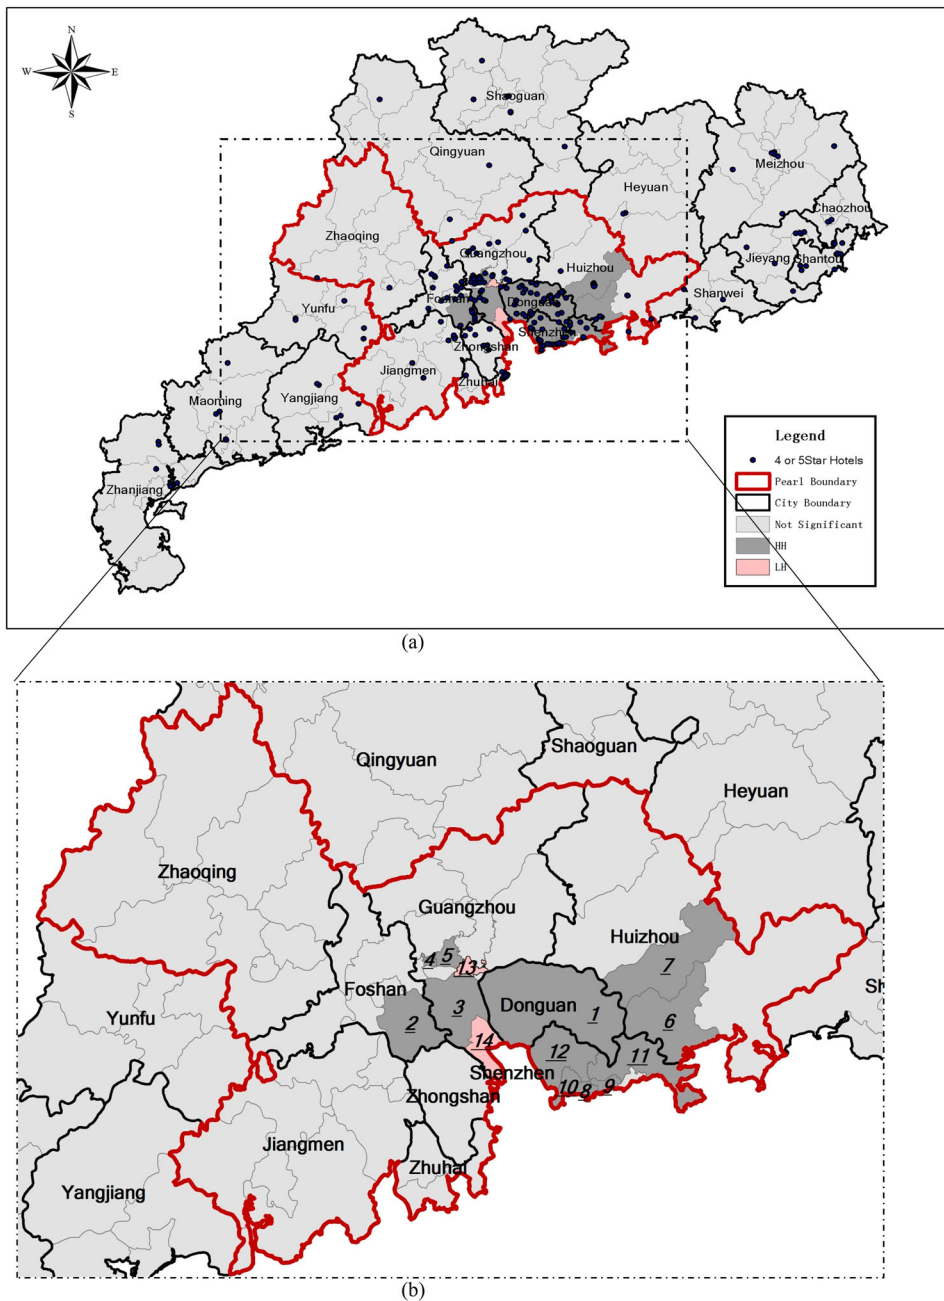 N
W
E
S
Shaoguan
Qingyuan
Meizhou
Heyuan
Chaozhou
Zhaoqing
Guangzhou
Jieyang
Shantou
Huizhou
Shanwei
Foshan
Donguan
Yunfu
Shenzhen
Zhongshan
Jiangmen
Zhuhai
Maoming
Yangjiang
Zhanjiang
Legend
4 or 5Star Hotels
Pearl Boundary
City Boundary
Not Significant
HH
LH
(a)
Shaoguan
Qingyuan
Heyuan
Zhaoqing
Guangzhou
Huizhou
4 5
13
7
Sh
Foshan
Donguan
Yunfu
3
1
2
6
14
12
11
Shenzhen
10 8 9
Zhongshan
Jiangmen
Zhuhai
Yangjiang
(b)